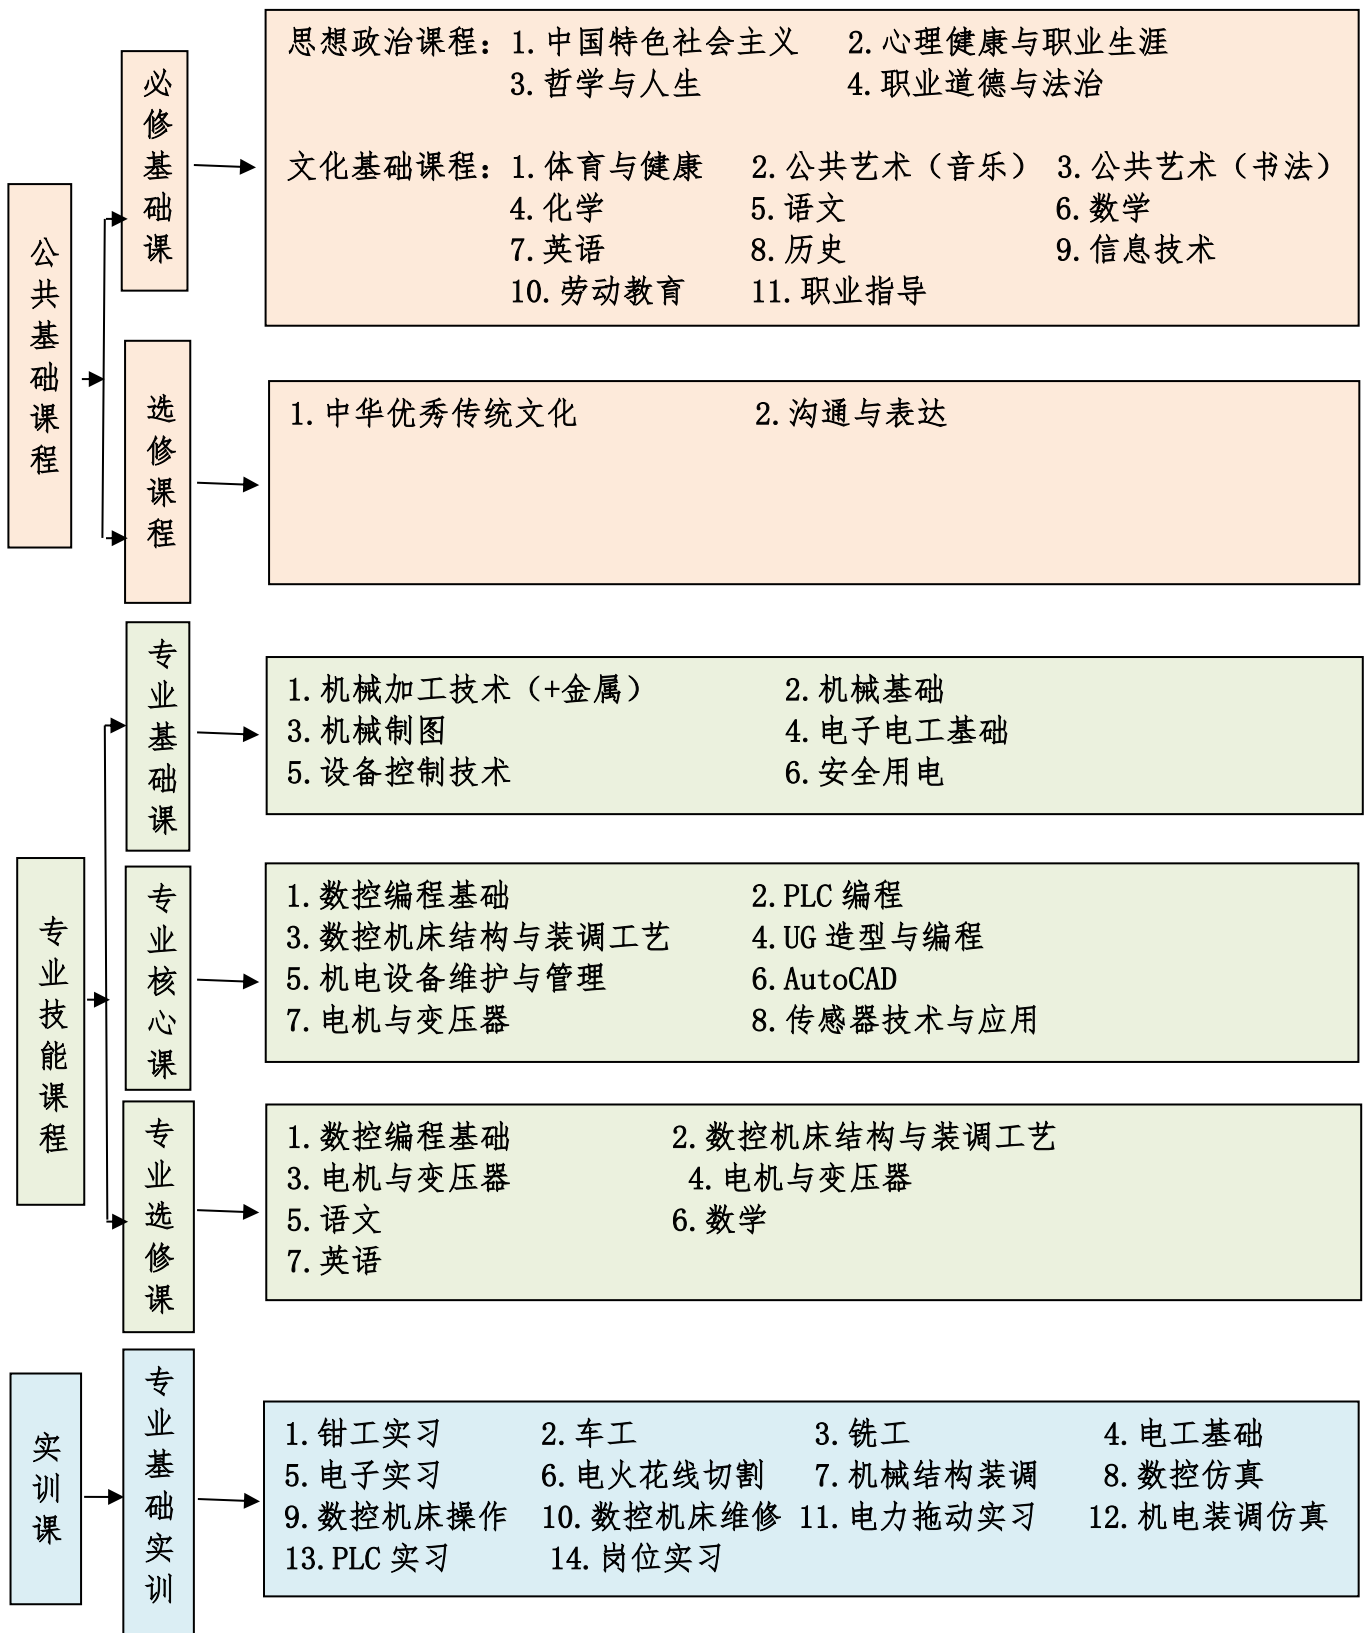 公共基础课程
必修基础课
思想政治课程：1.中国特色社会主义 2.心理健康与职业生涯
3.哲学与人生 4.职业道德与法治
文化基础课程：1.体育与健康 2.公共艺术（音乐） 3.公共艺术（书法）
4.化学 5.语文 6.数学
7.英语 8.历史 9.信息技术
10.劳动教育 11.职业指导
选修课程
1.中华优秀传统文化 2.沟通与表达
专业技能课程
专业基础课
1.机械加工技术（+金属） 2.机械基础
3.机械制图 4.电子电工基础
5.设备控制技术 6.安全用电
专业核心课
1.数控编程基础 2.PLC 编程
3.数控机床结构与装调工艺 4.UG 造型与编程
5.机电设备维护与管理 6.AutoCAD
7.电机与变压器 8.传感器技术与应用
专业选修课
1.数控编程基础 2.数控机床结构与装调工艺
3.电机与变压器 4.电机与变压器
5.语文 6.数学
7.英语
实训课
专业基础实训
1.钳工实习 2.车工 3.铣工 4.电工基础
5.电子实习 6.电火花线切割 7.机械结构装调 8.数控仿真
9.数控机床操作 10.数控机床维修 11.电力拖动实习 12.机电装调仿真
13.PLC 实习 14.岗位实习